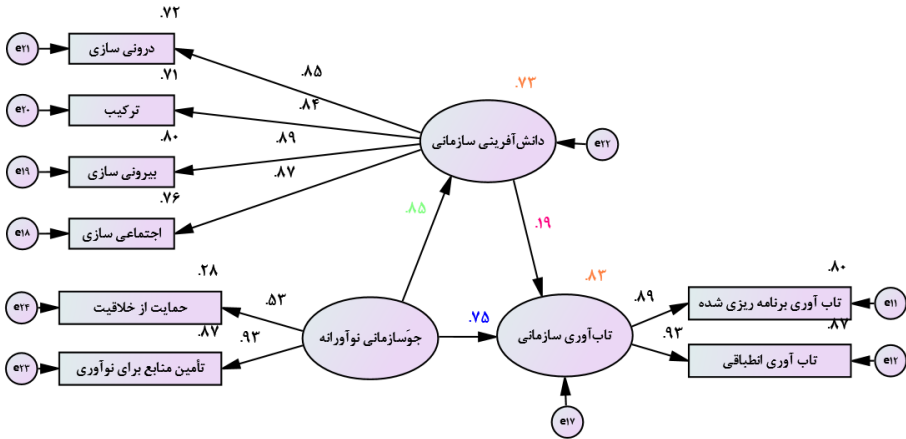 .۷۲
e۲۱
درونی سازی
.۸۵
.۷۱
e۲۰
ترکیب
.۸۴
.۷۳
.۸۰
e۱۹
بیرونی سازی
.۸۹
دانش‌آفرینی سازمانی
e۲۲
.۷۶
e۱۸
اجتماعی سازی
.۸۷
.۸۵
.۱۹
.۲۸
e۲۴
حمایت از خلاقیت
.۵۳
.۸۷
e۲۳
تأمین منابع برای نوآوری
.۹۳
جوّسازمانی نوآورانه
.۷۵
.۸۳
تاب‌آوری سازمانی
.۸۹
.۸۰
تاب آوری برنامه ریزی شده
e۱۱
.۹۳
.۸۷
تاب آوری انطباقی
e۱۲
e۱۷